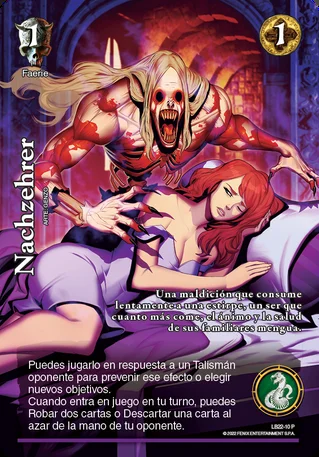 1
1
Faerie
Nachzehrer
ARTE: GENZO
Una maldición que consume
lentamente a una estirpe, un ser que
cuanto más come, el ánimo y la salud
de sus familiares mengua.
Puedes jugarlo en respuesta a un Talismán
oponente para prevenir ese efecto o elegir
nuevos objetivos.
Cuando entra en juego en tu turno, puedes
Robar dos cartas o Descartar una carta al
azar de la mano de tu oponente.
LB22-10 P
©2022 FENIX ENTERTAINMENT S.P.A.